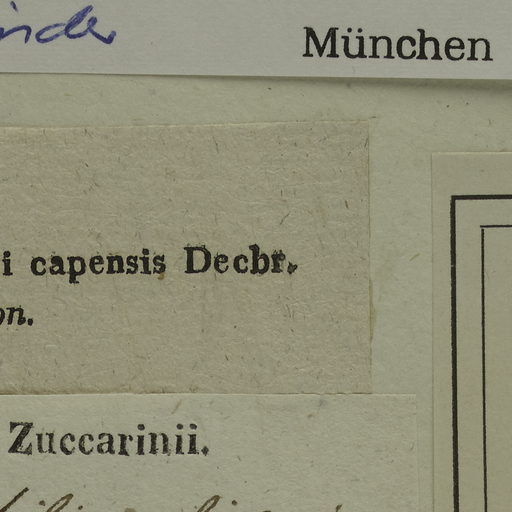 München
i capensis Decbr.
on.
Zuccarinii.